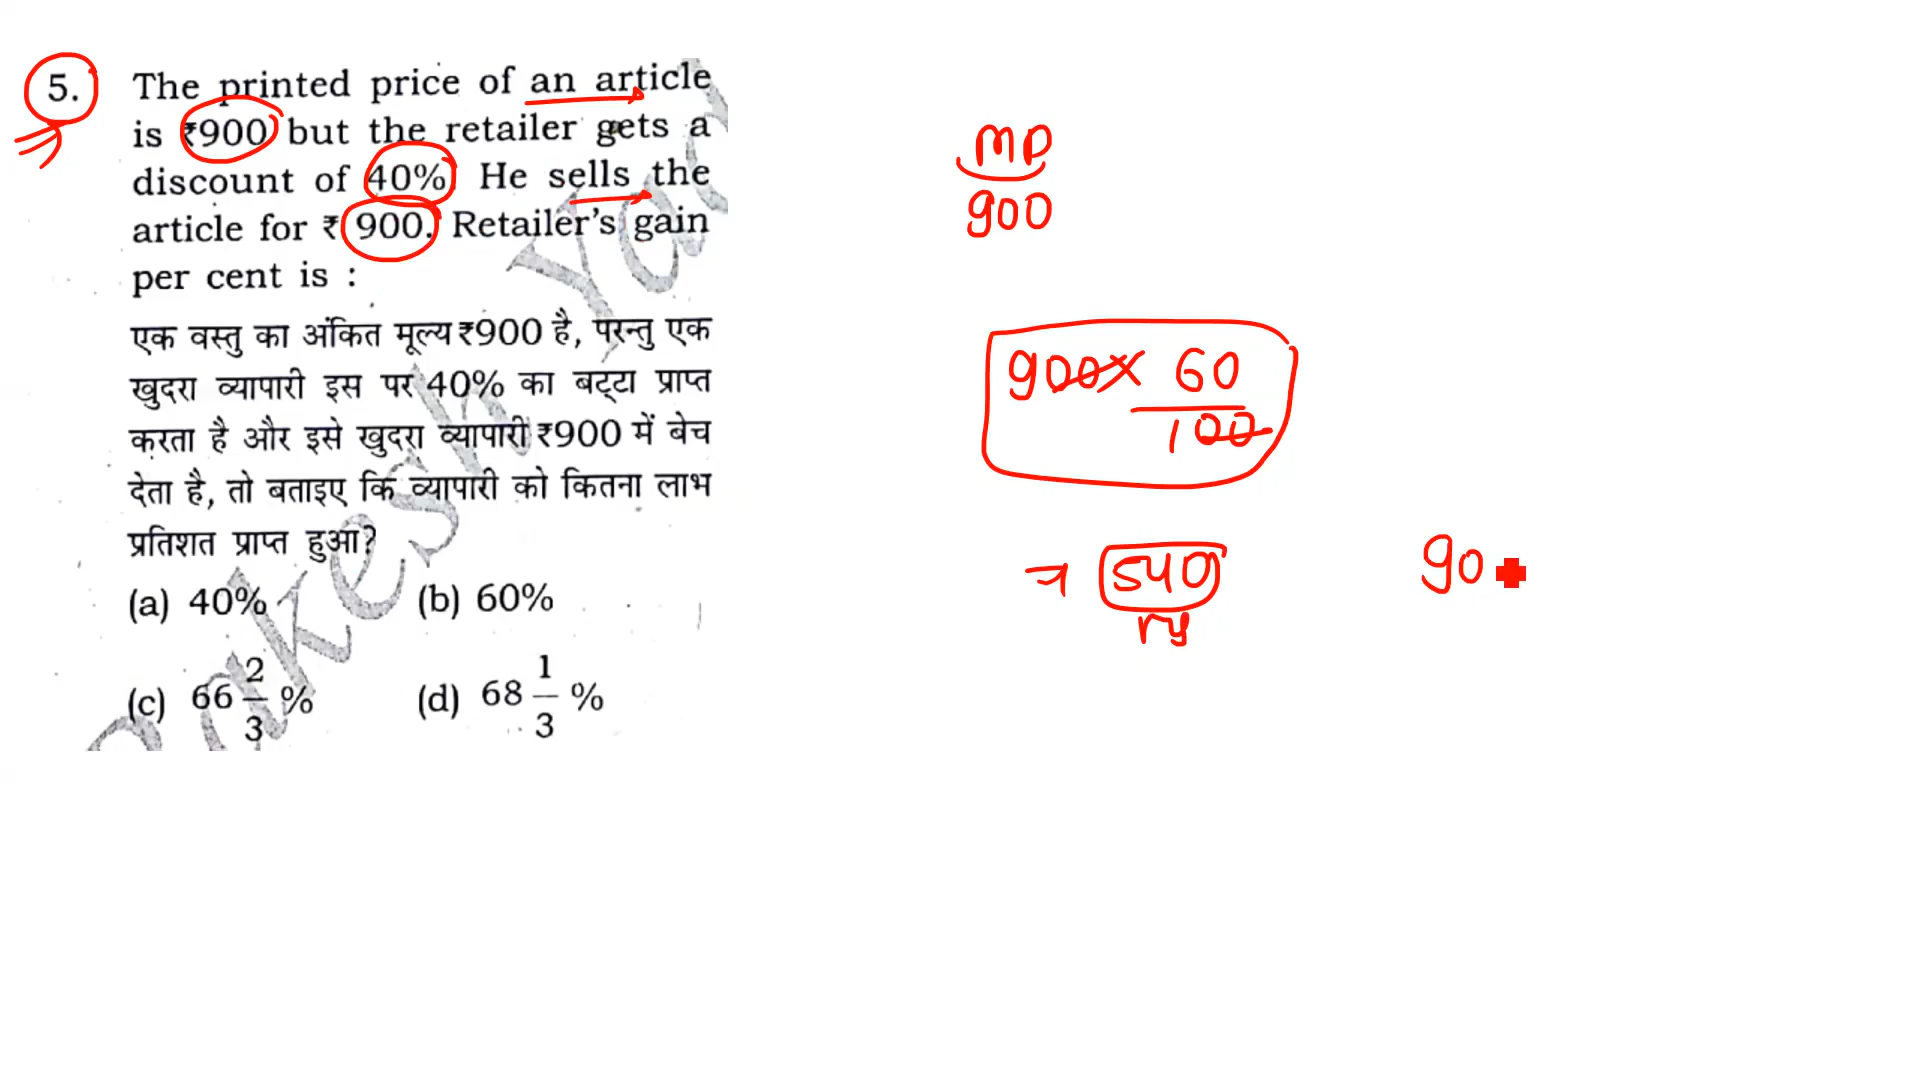 5. The printed price of an article
is ₹900 but the retailer gets a
discount of 40%. He sells the
article for ₹ 900. Retailer's gain
per cent is :
एक वस्तु का अंकित मूल्य ₹900 है, परन्तु एक
खुदरा व्यापारी इस पर 40% का बट्टा प्राप्त
करता है और इसे खुदरा व्यापारी ₹900 में बेच
देता है, तो बताइए कि व्यापारी को कितना लाभ
प्रतिशत प्राप्त हुआ?
(a) 40% (b) 60%
(c) 66 2/3 % (d) 68 1/3 %
MP
900
900 × 60
100
540
90